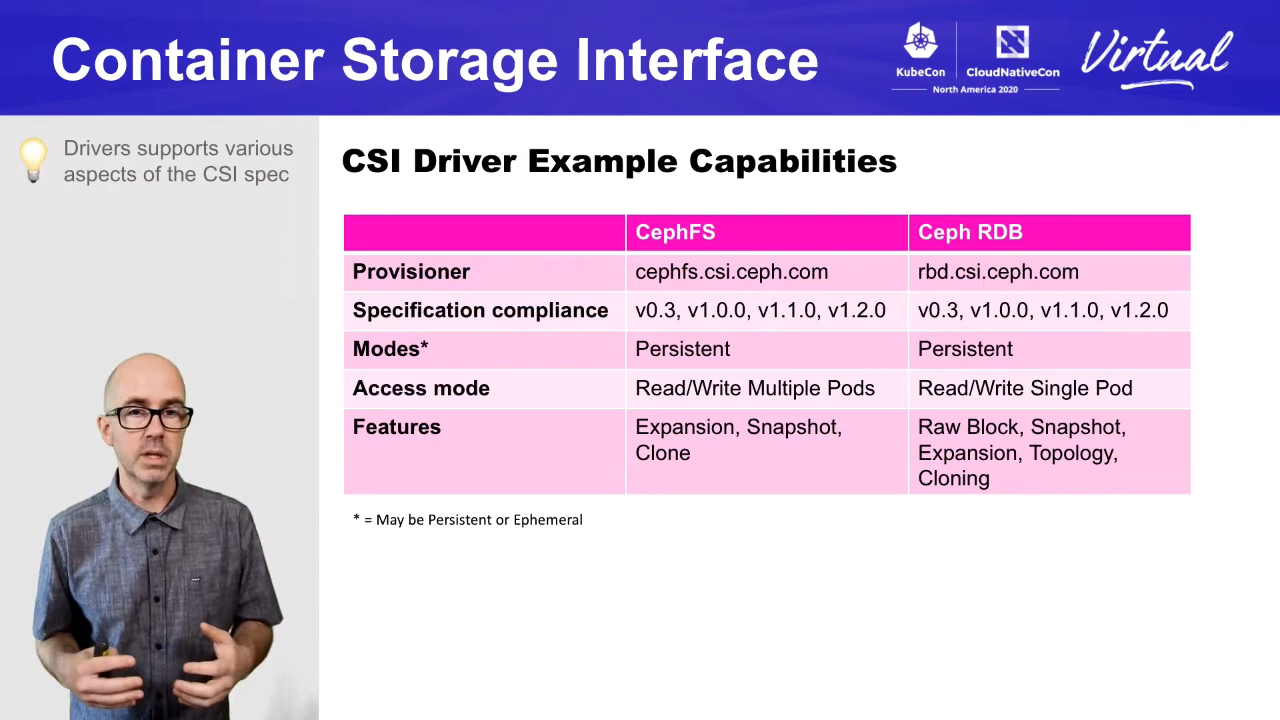 Container Storage Interface
KubeCon
CloudNativeCon
North America 2020
Virtual
Drivers supports various
aspects of the CSI spec
CSI Driver Example Capabilities
CephFS
Ceph RDB
Provisioner
cephfs.csi.ceph.com
rbd.csi.ceph.com
Specification compliance
v0.3, v1.0.0, v1.1.0, v1.2.0
v0.3, v1.0.0, v1.1.0, v1.2.0
Modes*
Persistent
Persistent
Access mode
Read/Write Multiple Pods
Read/Write Single Pod
Features
Expansion, Snapshot,
Clone
Raw Block, Snapshot,
Expansion, Topology,
Cloning
* = May be Persistent or Ephemeral